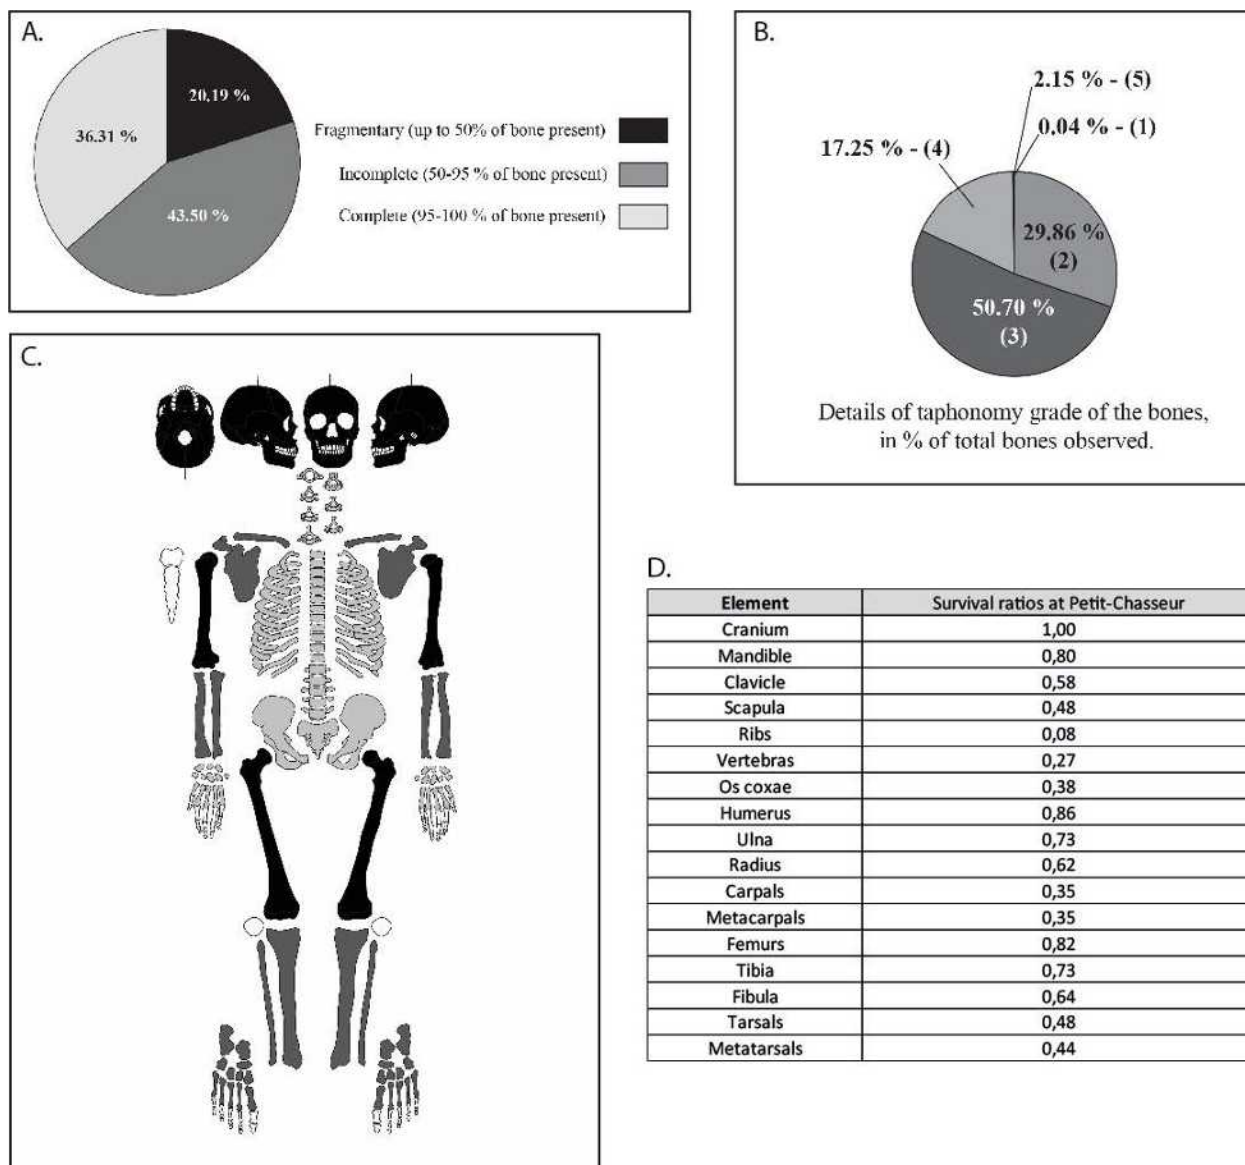 A.
20,19 %
36.31 %
43.50 %
Fragmentary (up to 50% of bone present)
Incomplete (50-95 % of bone present)
Complete (95-100 % of bone present)
B.
2.15 % - (5)
0.04 % - (1)
17.25 % - (4)
29.86 %
(2)
50.70 %
(3)
Details of taphonomy grade of the bones,
in % of total bones observed.
C.
D.
Element Survival ratios at Petit-Chasseur
Cranium 1,00
Mandible 0,80
Clavicle 0,58
Scapula 0,48
Ribs 0,08
Vertebras 0,27
Os coxae 0,38
Humerus 0,86
Ulna 0,73
Radius 0,62
Carpals 0,35
Metacarpals 0,35
Femurs 0,82
Tibia 0,73
Fibula 0,64
Tarsals 0,48
Metatarsals 0,44